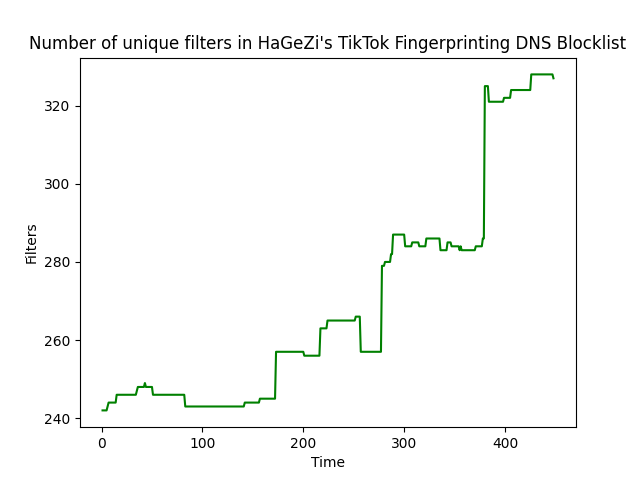 Number of unique filters in HaGeZi's TikTok Fingerprinting DNS Blocklist
320
300
280
260
240
Filters
0 100 200 300 400
Time